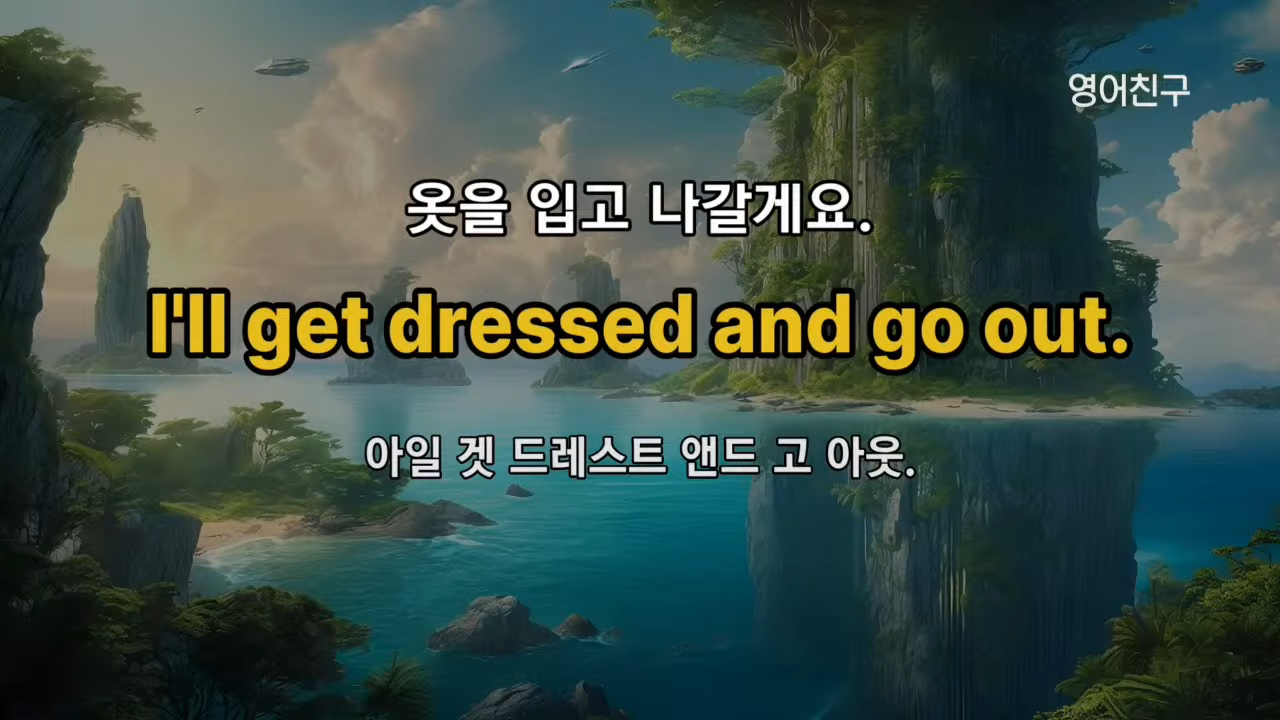 영어친구
옷을 입고 나갈게요.
I'll get dressed and go out.
아일 겟 드레스트 앤드 고 아웃.